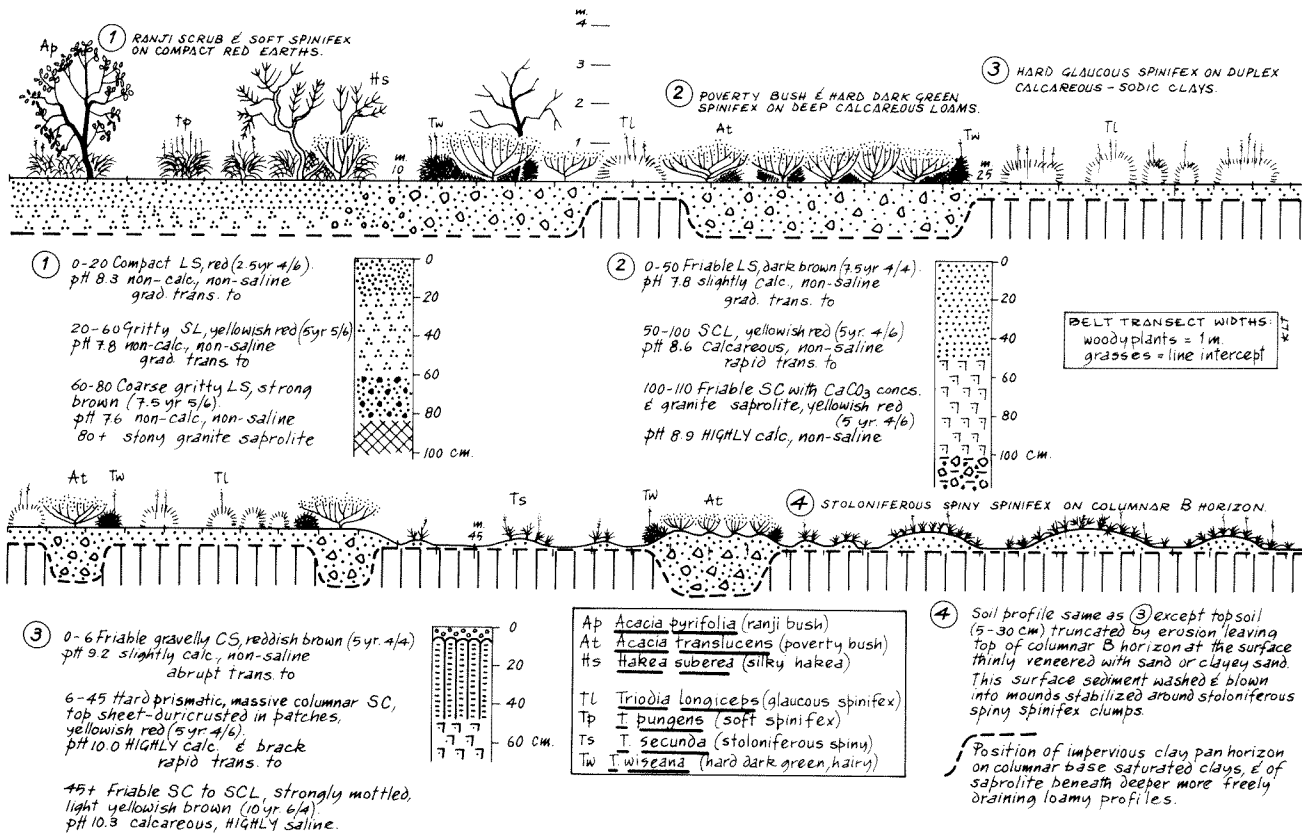 1 RANJI SCRUB & SOFT SPINIFEX
ON COMPACT RED EARTHS.
Ap
tp
Hs
m.
4
3
2
1
2 POVERTY BUSH & HARD DARK GREEN
SPINIFEX ON DEEP CALCAREOUS LOAMS.
3 HARD GLAUCOUS SPINIFEX ON DUPLEX
CALCAREOUS-SODIC CLAYS.
Tw
Tl
At
Tw
Tl
m.
10
m.
25
1 0-20 Compact LS, red (2.5yr 4/6).
pH 8.3 non-calc., non-saline
grad. trans. to
20-60 Gritty SL, yellowish red (5yr 5/6)
pH 7.8 non-calc., non-saline
grad. trans. to
60-80 Coarse gritty LS, strong
brown (7.5 yr 5/6).
pH 7.6 non-calc., non-saline
80+ stony granite saprolite
0
20
40
60
80
100 cm.
2 0-50 Friable LS, dark brown (7.5yr 4/4).
pH 7.8 slightly calc., non-saline
grad. trans. to
50-100 SCL, yellowish red (5yr. 4/6)
pH 8.6 Calcareous, non-saline
rapid trans. to
100-110 Friable SC with CaCO3 concs.
& granite saprolite, yellowish red
(5 yr. 4/6)
pH 8.9 HIGHLY calc., non-saline
0
20
40
60
80
100 cm.
BELT TRANSECT WIDTHS:
woody plants = 1 m.
grasses = line intercept
KLT
At
Tw
Tl
m.
45
Ts
Tw
At
4 STOLONIFEROUS SPINY SPINIFEX ON COLUMNAR B HORIZON.
3 0-6 Friable gravelly CS, reddish brown (5yr. 4/4)
pH 9.2 slightly calc., non-saline
abrupt trans. to
6-45 Hard prismatic, massive columnar SC,
top sheet-duricrusted in patches,
yellowish red (5yr. 4/6).
pH 10.0 HIGHLY calc. & brack
rapid trans. to
45+ Friable SC to SCL, strongly mottled,
light yellowish brown (10yr. 6/4).
pH 10.3 calcareous, HIGHLY saline.
0
20
40
60 cm.
Ap Acacia pyrifolia (ranji bush)
At Acacia translucens (poverty bush)
Hs Hakea suberea (silky hakea)
Tl Triodia longiceps (glaucous spinifex)
Tp T. pungens (soft spinifex)
Ts T. secunda (stoloniferous spiny)
Tw T. wiseana (hard dark green, hairy)
4 Soil profile same as 3 except topsoil
(5-30 cm) truncated by erosion leaving
top of columnar B horizon at the surface
thinly veneered with sand or clayey sand.
This surface sediment washed & blown
into mounds stabilized around stoloniferous
spiny spinifex clumps.
Position of impervious clay pan horizon
on columnar base saturated clays, & of
saprolite beneath deeper more freely
draining loamy profiles.